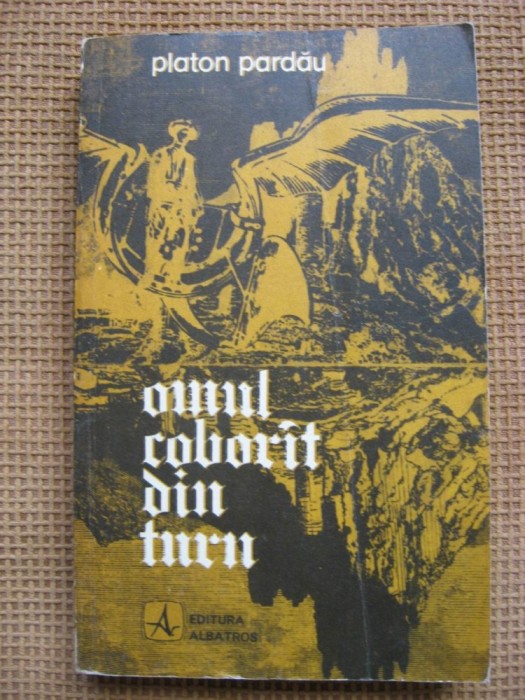 platon pardău
omul
coborît
din
turn
EDITURA
ALBATROS